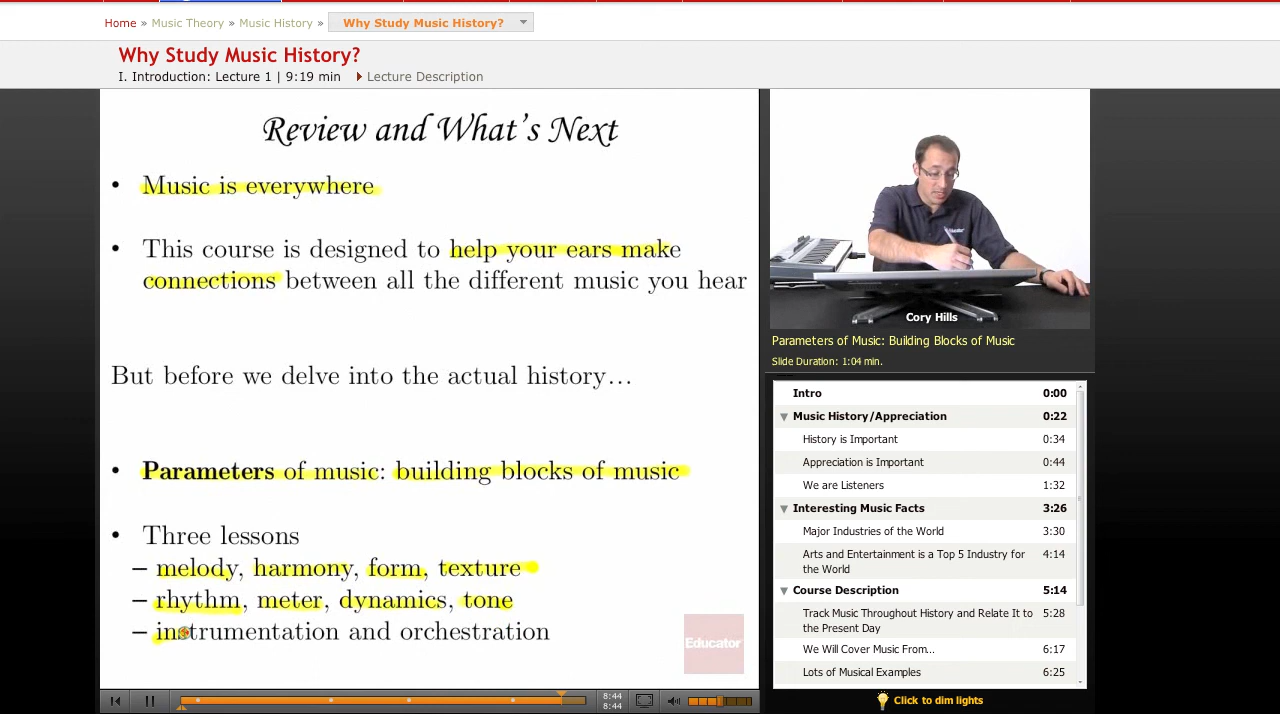 Home » Music Theory » Music History » Why Study Music History?
Why Study Music History?
I. Introduction: Lecture 1 | 9:19 min Lecture Description
Review and What's Next
• Music is everywhere
• This course is designed to help your ears make
connections between all the different music you hear
But before we delve into the actual history…
• Parameters of music: building blocks of music
• Three lessons
– melody, harmony, form, texture
– rhythm, meter, dynamics, tone
– instrumentation and orchestration
Educator
8:44
8:44
Cory Hills
Parameters of Music: Building Blocks of Music
Slide Duration: 1:04 min.
Intro 0:00
Music History/Appreciation 0:22
History is Important 0:34
Appreciation is Important 0:44
We are Listeners 1:32
Interesting Music Facts 3:26
Major Industries of the World 3:30
Arts and Entertainment is a Top 5 Industry for 4:14
the World
Course Description 5:14
Track Music Throughout History and Relate It to 5:28
the Present Day
We Will Cover Music From... 6:17
Lots of Musical Examples 6:25
Click to dim lights